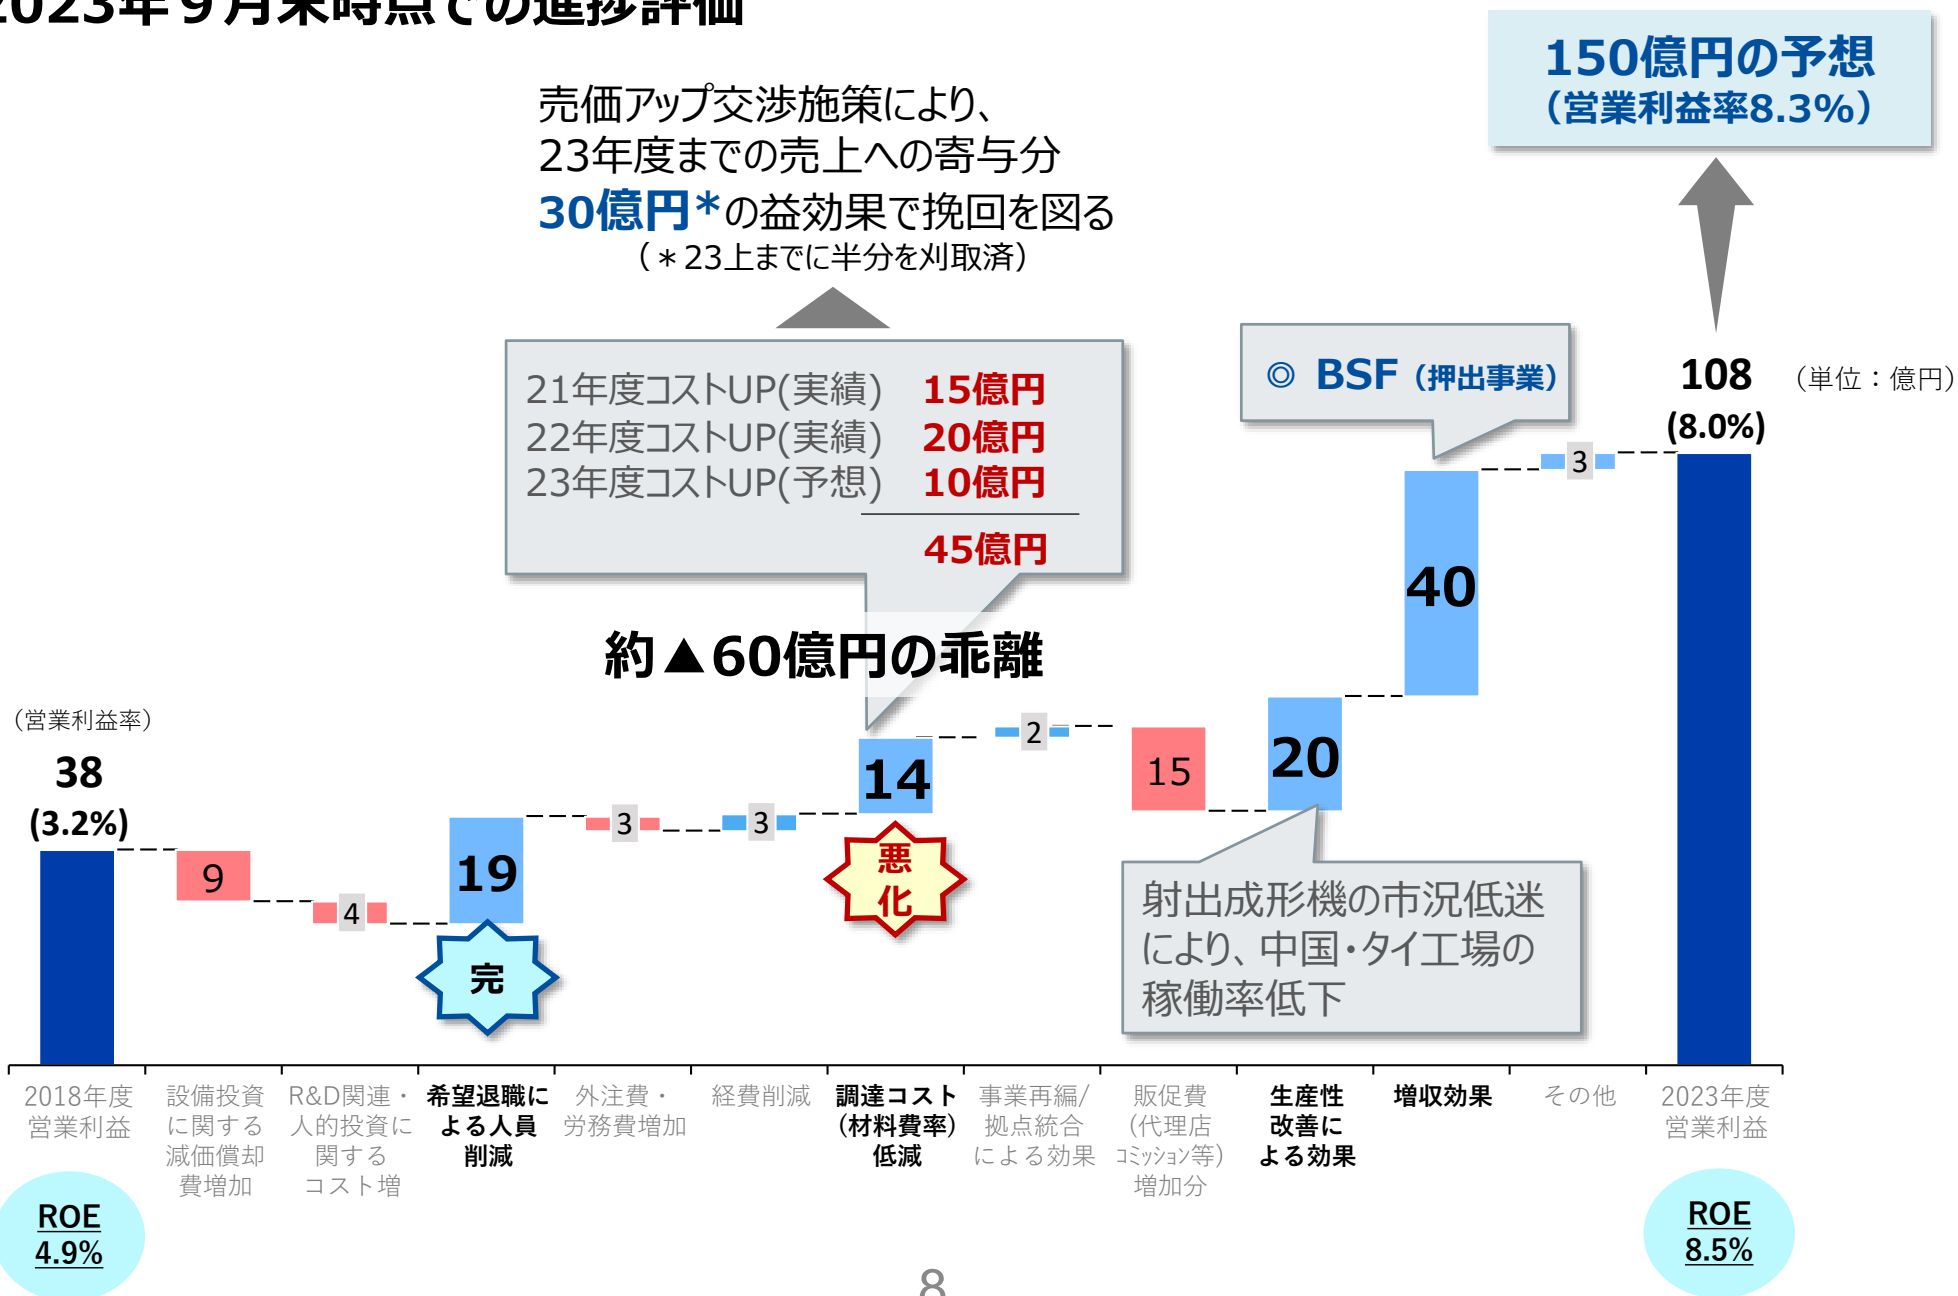 2023年９月末時点での進捗評価
150億円の予想
（営業利益率8.3%）
売価アップ交渉施策により、
23年度までの売上への寄与分
30億円＊の益効果で挽回を図る
（＊23上までに半分を刈取済）
21年度コストUP(実績) 15億円
22年度コストUP(実績) 20億円
23年度コストUP(予想) 10億円
45億円
◎ BSF（押出事業）
108
(8.0%)
（単位：億円）
約▲60億円の乖離
（営業利益率）
38
(3.2%)
9
4
19
3
3
14
2
15
20
40
3
完
悪
化
射出成形機の市況低迷
により、中国・タイ工場の
稼働率低下
2018年度
営業利益
設備投資
に関する
減価償却
費増加
R&D関連・
人的投資に
関する
コスト増
希望退職に
よる人員
削減
外注費・
労務費増加
経費削減
調達コスト
(材料費率)
低減
事業再編/
拠点統合
による効果
販促費
(代理店
ｺﾐｯｼｮﾝ等)
増加分
生産性
改善に
よる効果
増収効果
その他
2023年度
営業利益
ROE
4.9%
ROE
8.5%
8